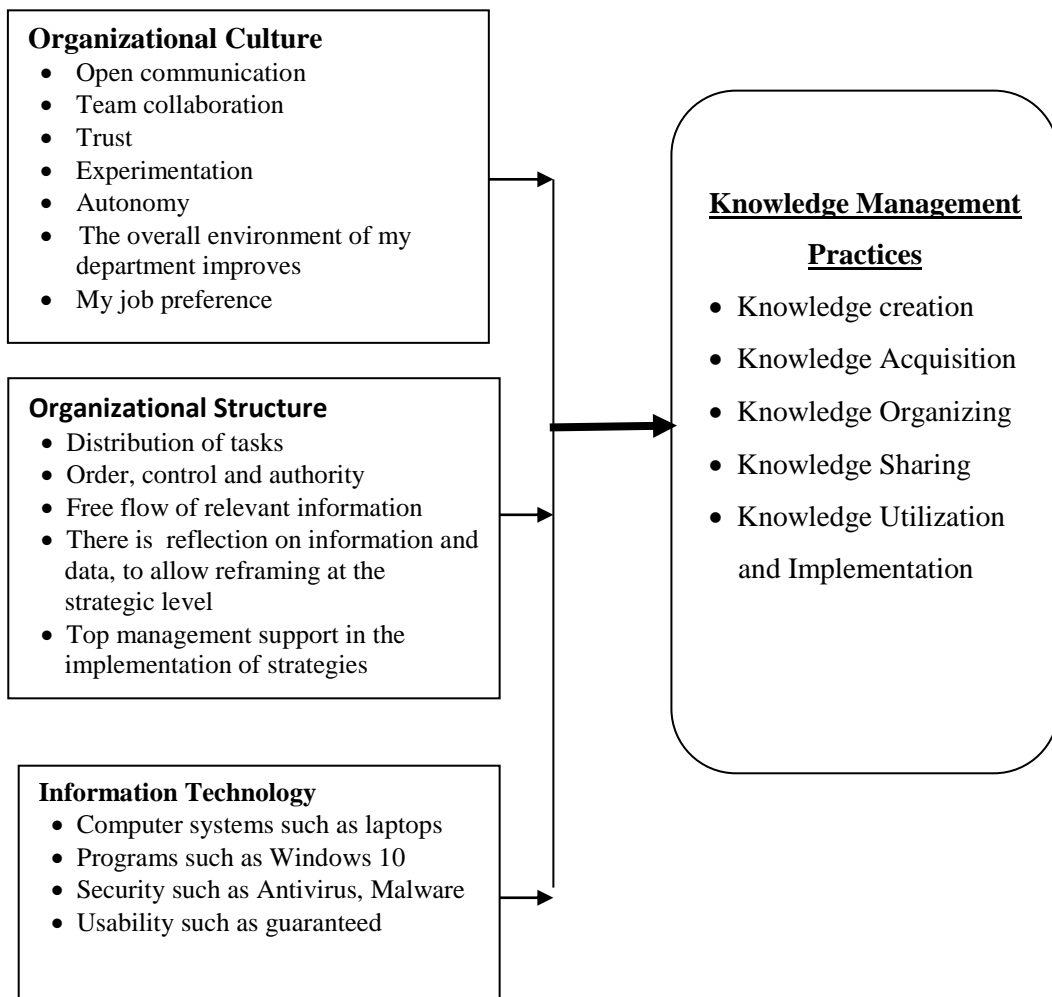 Organizational Culture
• Open communication
• Team collaboration
• Trust
• Experimentation
• Autonomy
• The overall environment of my
department improves
• My job preference
Organizational Structure
• Distribution of tasks
• Order, control and authority
• Free flow of relevant information
• There is reflection on information and
data, to allow reframing at the
strategic level
• Top management support in the
implementation of strategies
Information Technology
• Computer systems such as laptops
• Programs such as Windows 10
• Security such as Antivirus, Malware
• Usability such as guaranteed
Knowledge Management
Practices
• Knowledge creation
• Knowledge Acquisition
• Knowledge Organizing
• Knowledge Sharing
• Knowledge Utilization
and Implementation